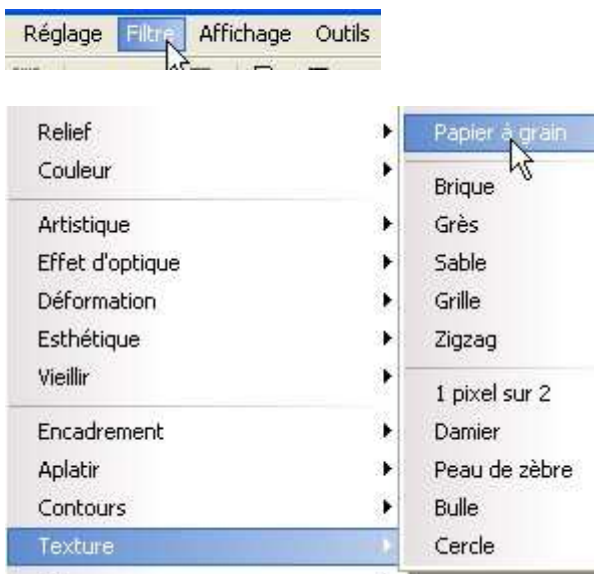 Réglage Filtre Affichage Outils
Relief
Couleur
Artistique
Effet d'optique
Déformation
Esthétique
Vieillir
Encadrement
Aplatir
Contours
Texture
Papier à grain
Brique
Grès
Sable
Grille
Zigzag
1 pixel sur 2
Damier
Peau de zèbre
Bulle
Cercle